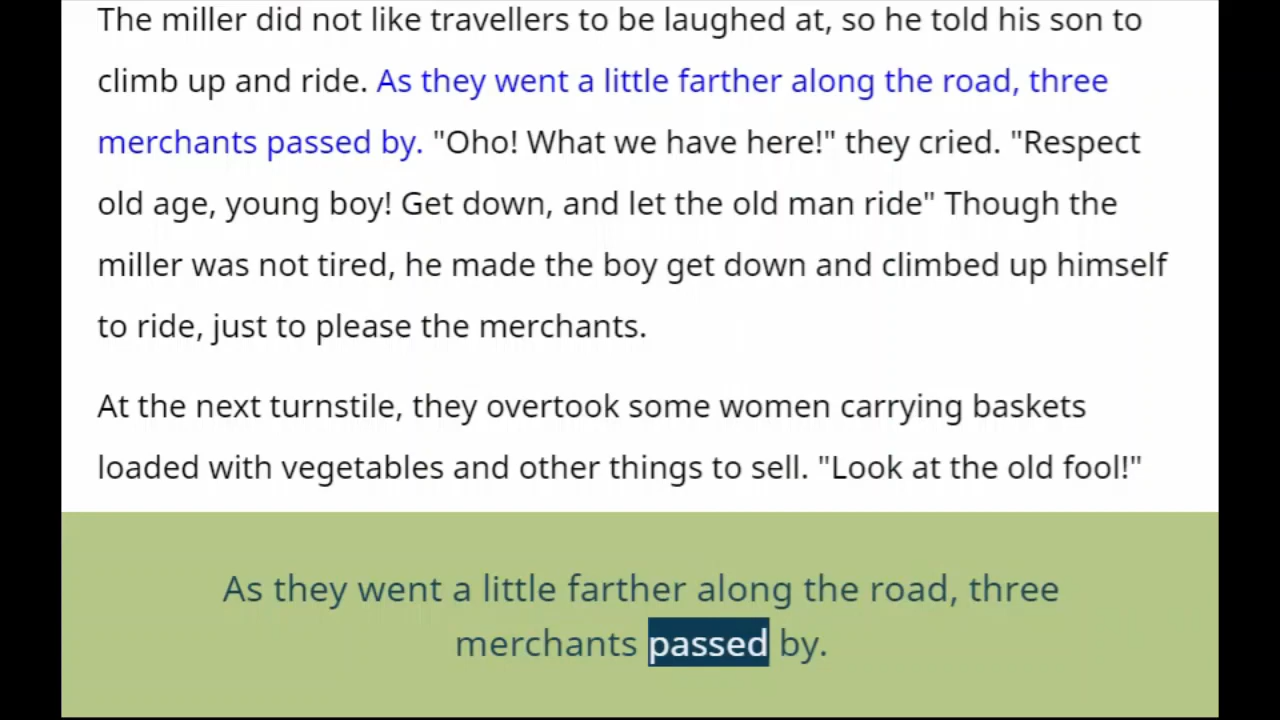 The miller did not like travellers to be laughed at, so he told his son to
climb up and ride. As they went a little farther along the road, three
merchants passed by. "Oho! What we have here!" they cried. "Respect
old age, young boy! Get down, and let the old man ride" Though the
miller was not tired, he made the boy get down and climbed up himself
to ride, just to please the merchants.
At the next turnstile, they overtook some women carrying baskets
loaded with vegetables and other things to sell. "Look at the old fool!"
As they went a little farther along the road, three
merchants passed by.